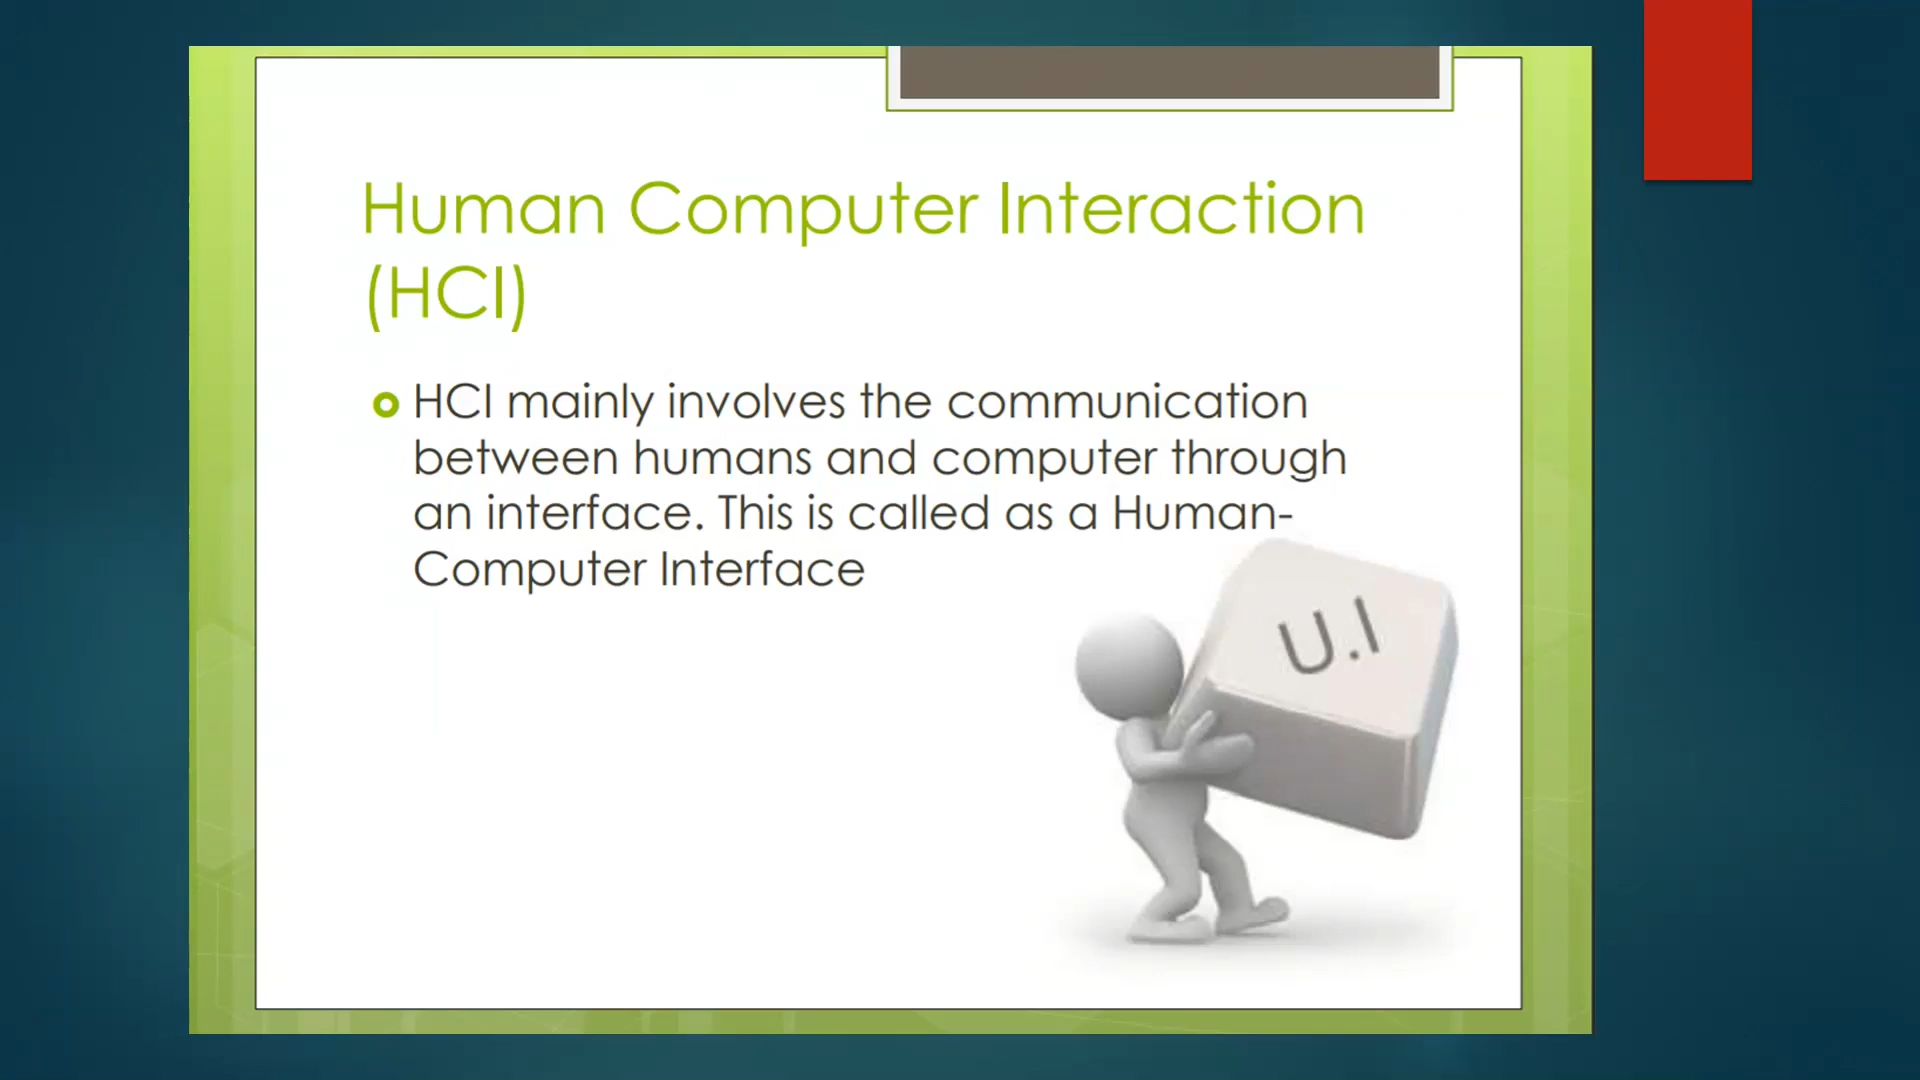 Human Computer Interaction
(HCI)
HCI mainly involves the communication
between humans and computer through
an interface. This is called as a Human-
Computer Interface
U.I